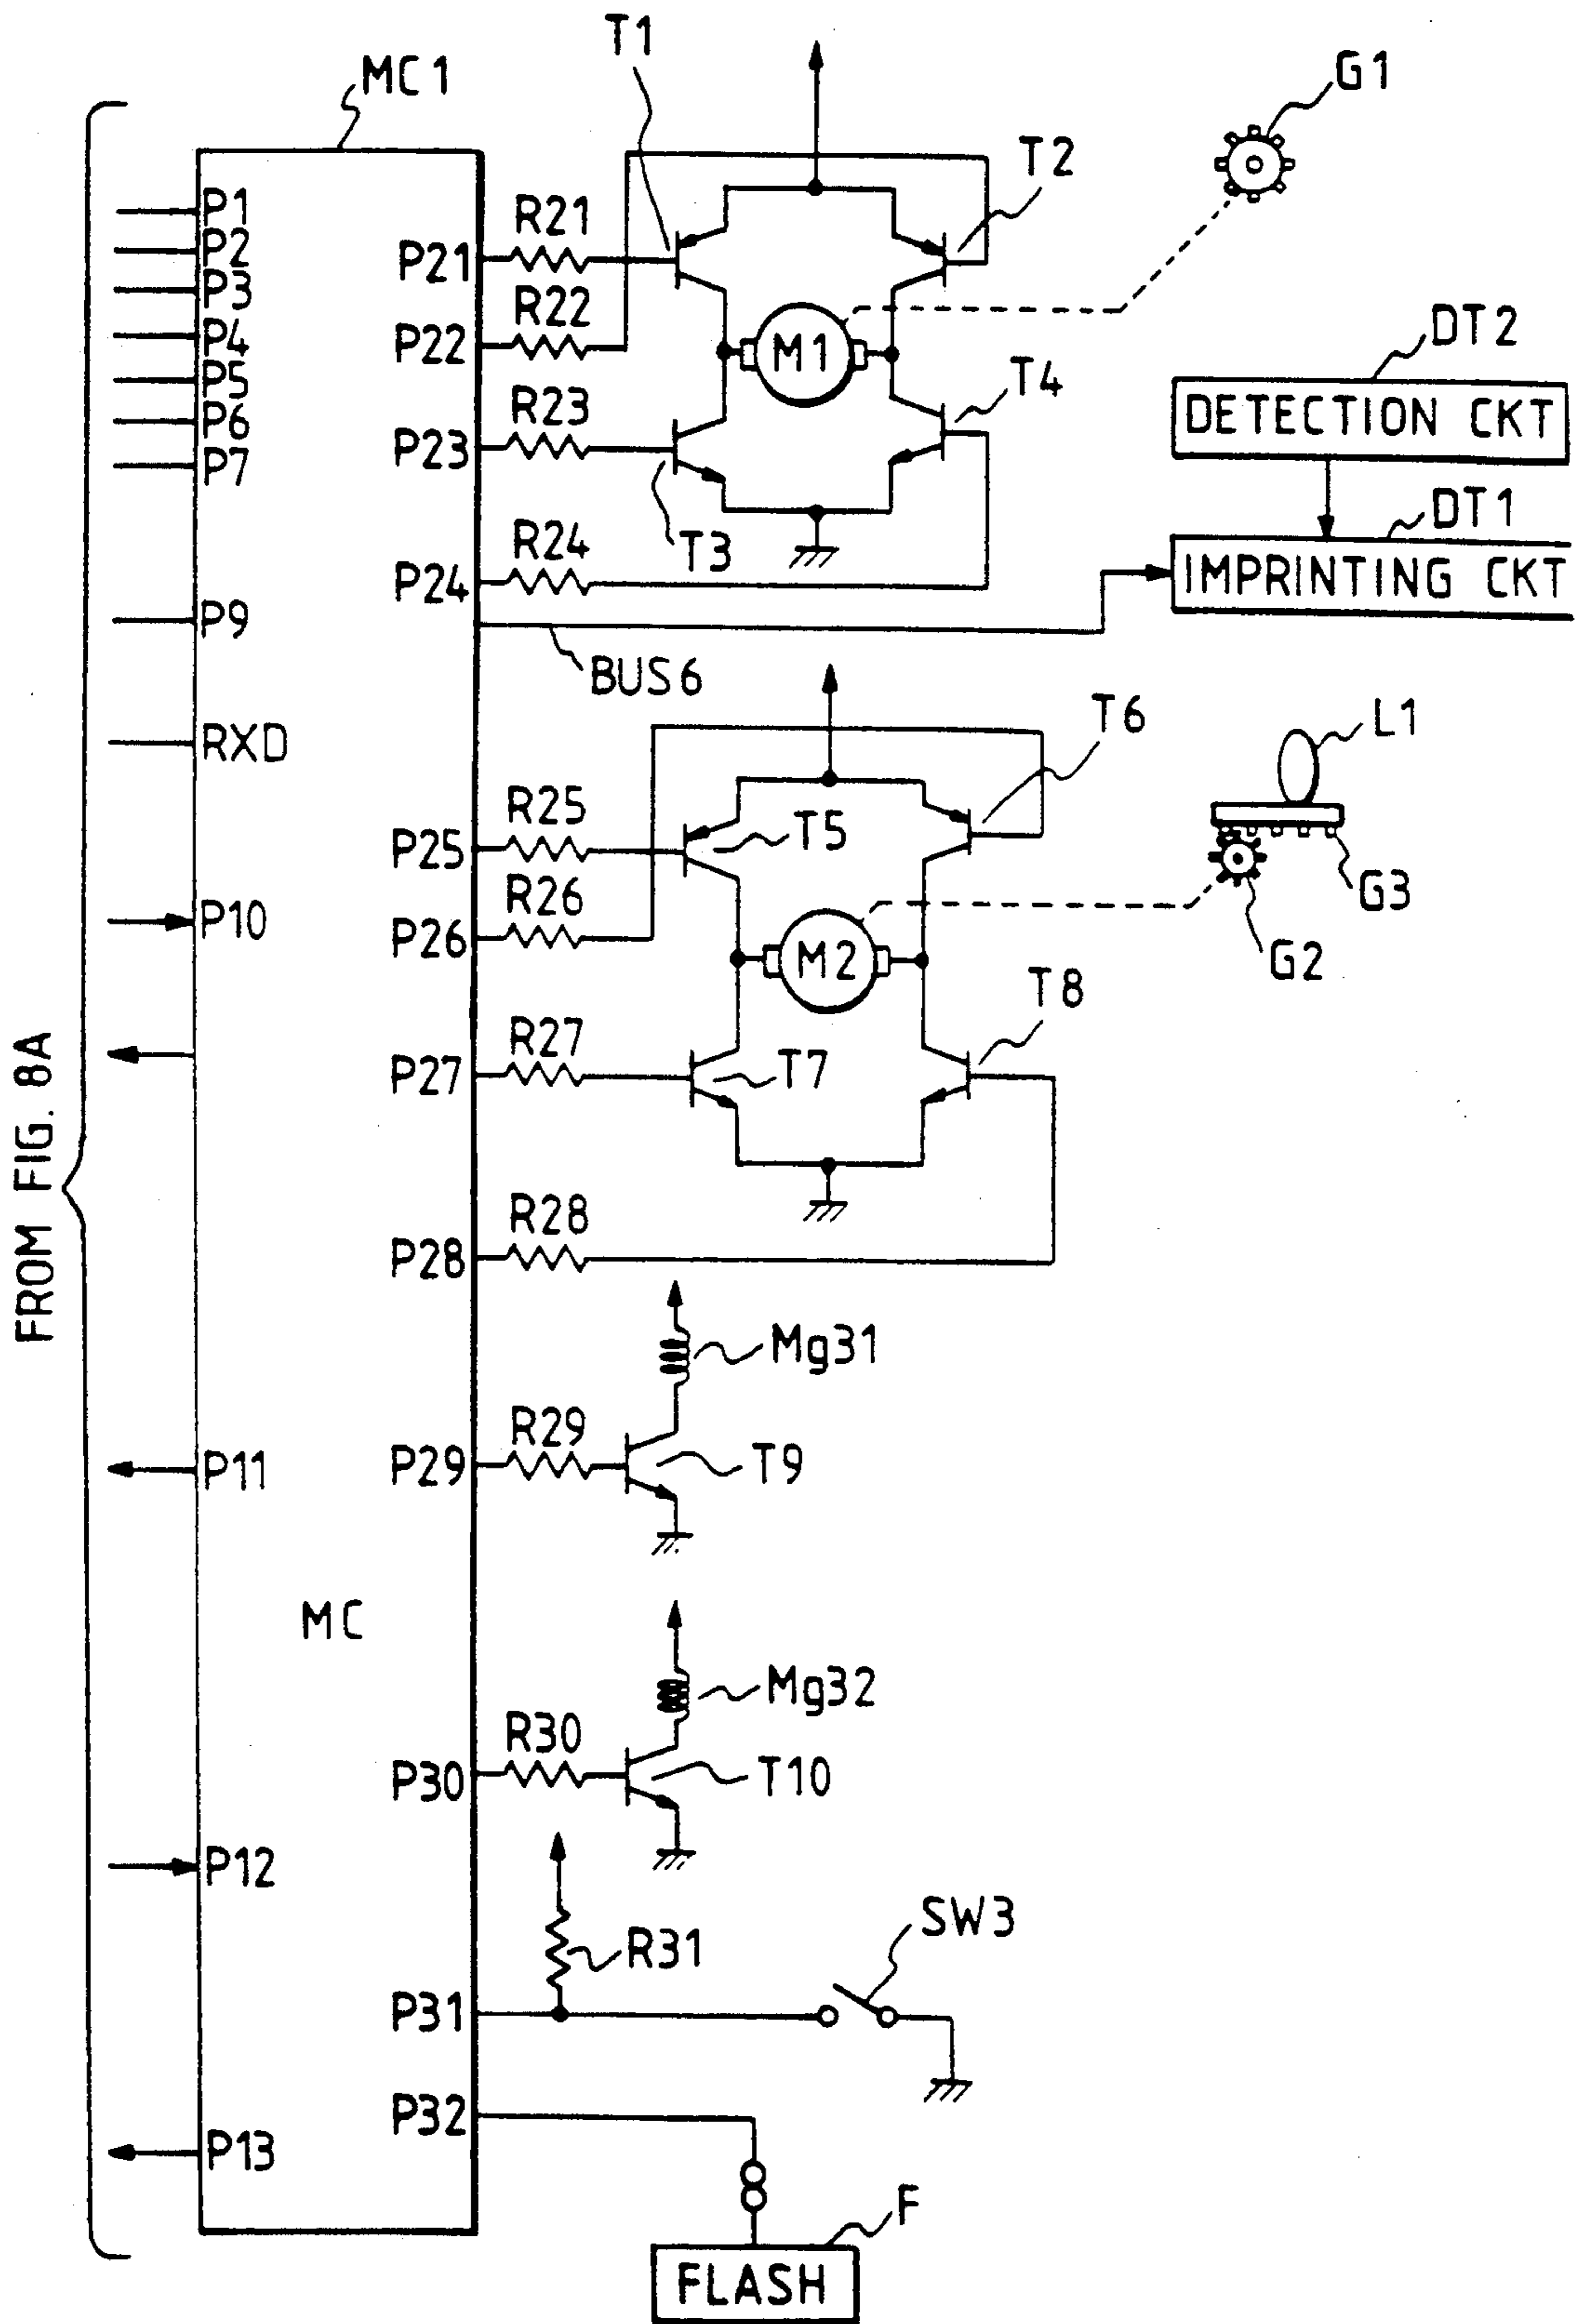 T1
MC1
G1
T2
P1
P2
P3
P4
P5
P6
P7
P9
RXD
P10
P11
P12
P13
FROM FIG. 8A
MC
P21
R21
P22
R22
P23
R23
P24
R24
M1
T4
T3
DT2
DETECTION CKT
DT1
IMPRINTING CKT
BUS6
T6
L1
P25
R25
T5
P26
R26
M2
G3
G2
T8
P27
R27
T7
P28
R28
Mg31
P29
R29
T9
Mg32
P30
R30
T10
R31
SW3
P31
P32
F
FLASH